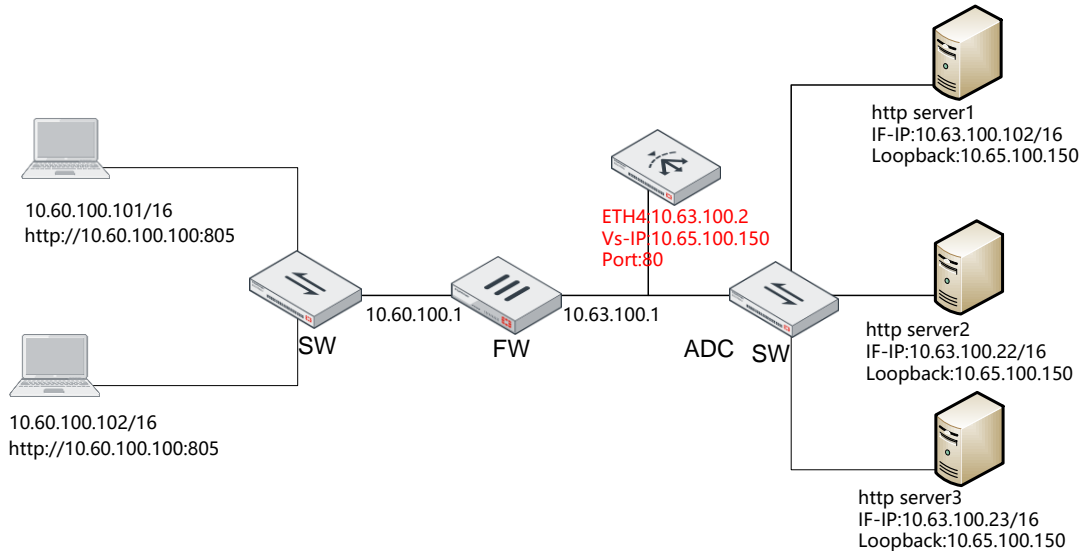 http server1
IF-IP:10.63.100.102/16
Loopback:10.65.100.150
10.60.100.101/16
http://10.60.100.100:805
ETH4:10.63.100.2
Vs-IP:10.65.100.150
Port:80
10.60.100.1
10.63.100.1
SW
FW
ADC
SW
http server2
IF-IP:10.63.100.22/16
Loopback:10.65.100.150
10.60.100.102/16
http://10.60.100.100:805
http server3
IF-IP:10.63.100.23/16
Loopback:10.65.100.150